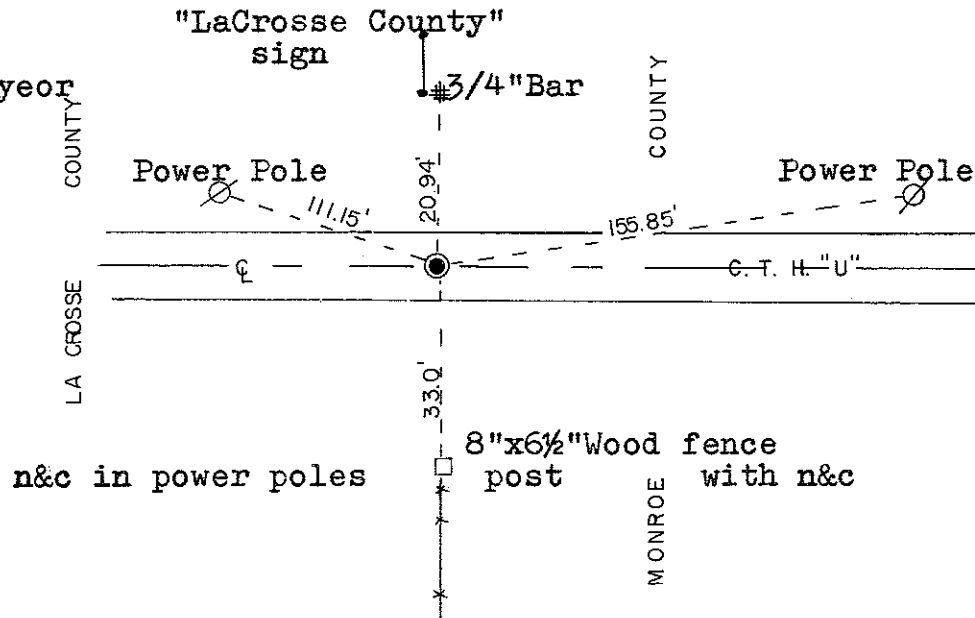 "LaCrosse County"
sign
yeor
3/4"Bar
COUNTY
COUNTY
Power Pole
Power Pole
20.94'
111.15'
155.85'
℄
C. T. H. "U"
LA CROSSE
33.0'
8"x6½"Wood fence
n&c in power poles
post with n&c
MONROE